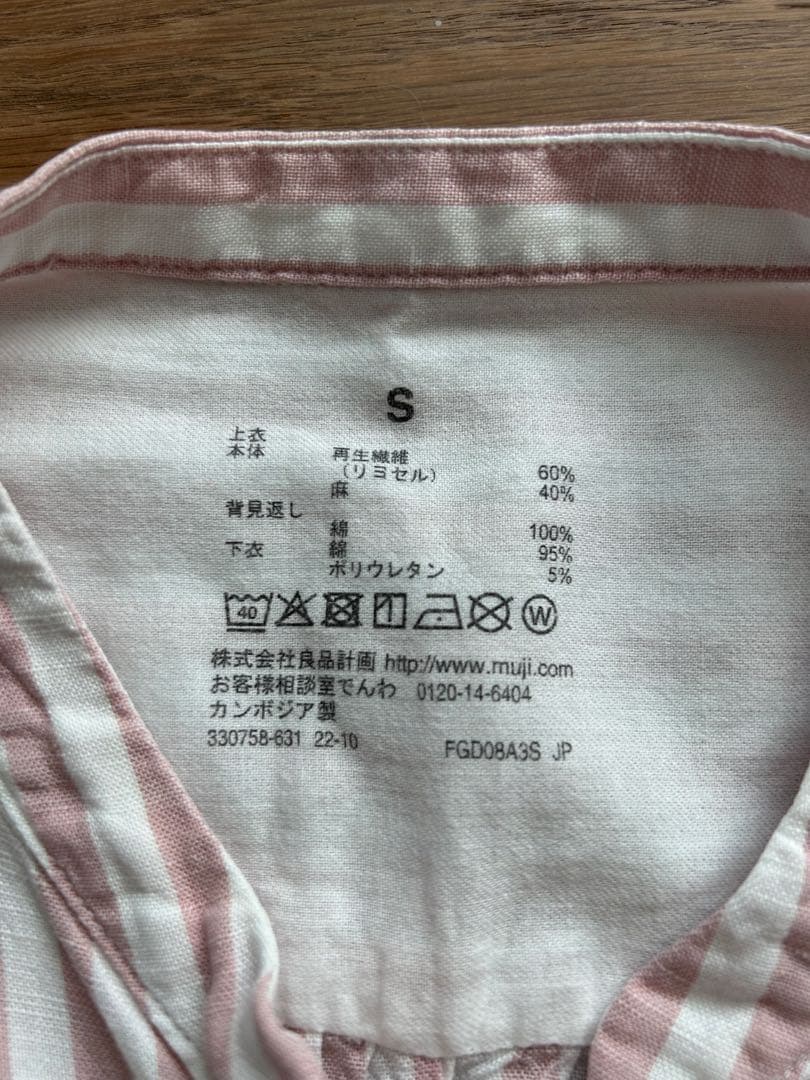 S
上衣
本体 再生繊維
(リヨセル) 60%
麻 40%
背見返し
綿 100%
下衣 綿 95%
ポリウレタン 5%
40 W
株式会社良品計画 http://www.muji.com
お客様相談室でんわ 0120-14-6404
カンボジア製
330758-631 22-10 FGD08A3S JP